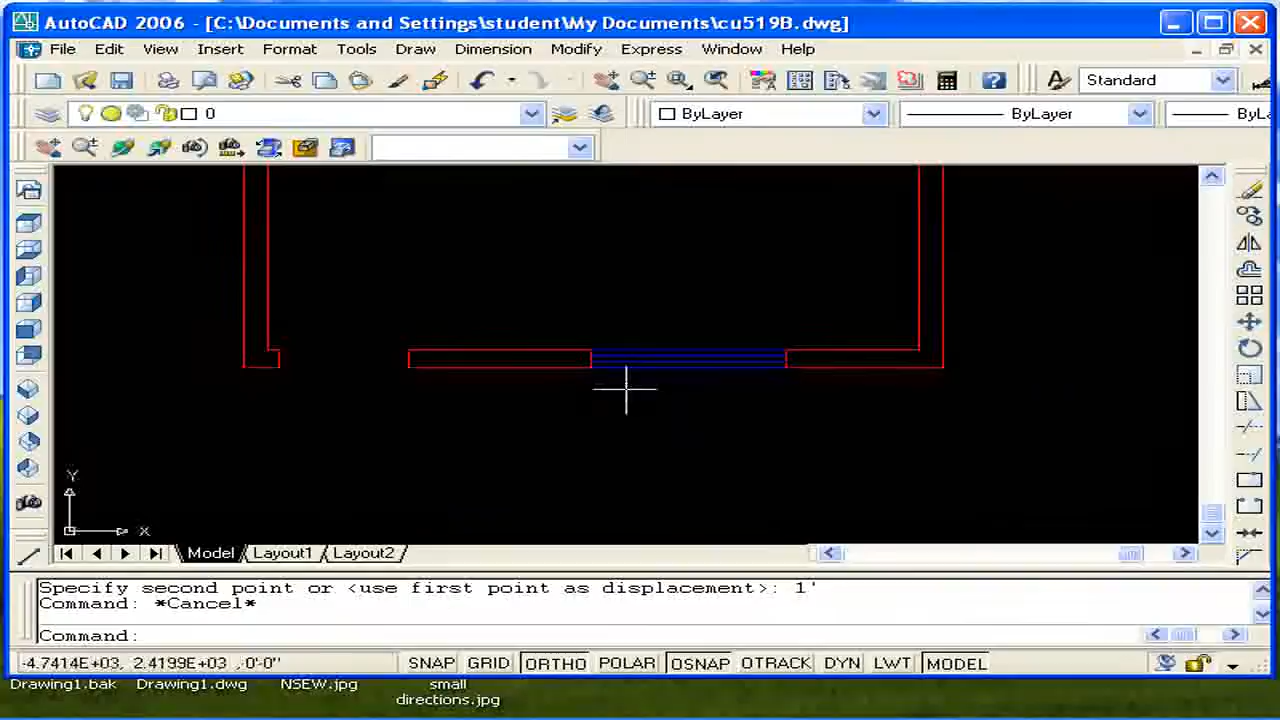 AutoCAD 2006 - [C:\Documents and Settings\student\My Documents\cu519B.dwg]
File Edit View Insert Format Tools Draw Dimension Modify Express Window Help
Standard
0 ByLayer ByLayer ByLa
Y
X
Model Layout1 Layout2
Specify second point or <use first point as displacement>: 1'
Command: *Cancel*
Command:
-4.7414E+03, 2.4199E+03 ,0'-0" SNAP GRID ORTHO POLAR OSNAP OTRACK DYN LWT MODEL
Drawing1.bak Drawing1.dwg NSEW.jpg small
directions.jpg